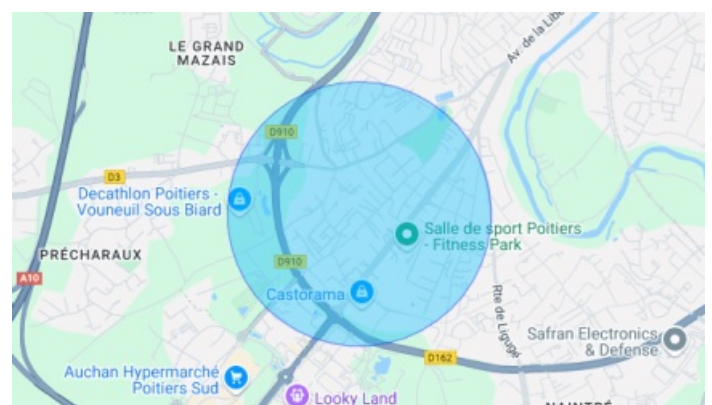 Av. de la Libe
LE GRAND
MAZAIS
D910
D3
Decathlon Poitiers -
Vouneuil Sous Biard
Salle de sport Poitiers
- Fitness Park
PRÉCHARAUX
D910
A10
Castorama
Rte de Ligugé
Safran Electronics
& Defense
D162
Auchan Hypermarché
Poitiers Sud
Looky Land